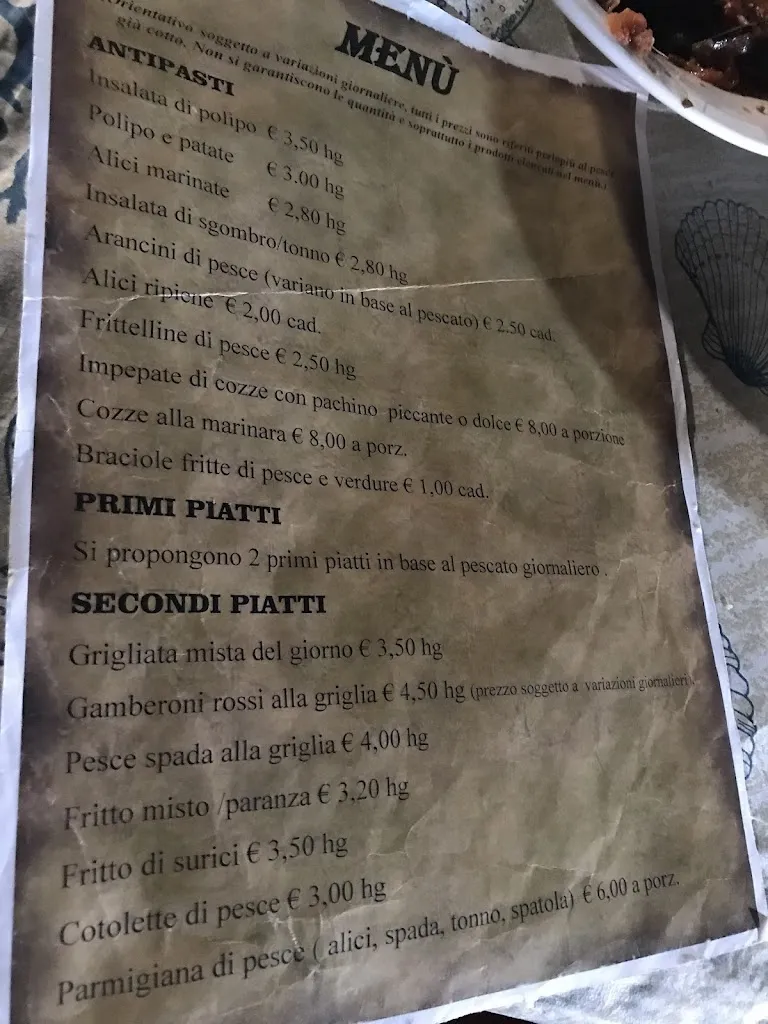 MENÙ
Orientativo soggetto a variazioni giornaliere, tutti i prezzi sono riferiti perlopiù al pesce
già cotto. Non si garantiscono le quantità e soprattutto i prodotti elencati nel menù.)
ANTIPASTI
Insalata di polipo € 3,50 hg
Polipo e patate € 3.00 hg
Alici marinate € 2,80 hg
Insalata di sgombro/tonno € 2,80 hg
Arancini di pesce (variano in base al pescato) € 2.50 cad.
Alici ripiene € 2,00 cad.
Frittelline di pesce € 2,50 hg
Impepate di cozze con pachino piccante o dolce € 8,00 a porzione
Cozze alla marinara € 8,00 a porz.
Braciole fritte di pesce e verdure € 1,00 cad.
PRIMI PIATTI
Si propongono 2 primi piatti in base al pescato giornaliero .
SECONDI PIATTI
Grigliata mista del giorno € 3,50 hg
Gamberoni rossi alla griglia € 4,50 hg (prezzo soggetto a variazioni giornalieri).
Pesce spada alla griglia € 4,00 hg
Fritto misto /paranza € 3,20 hg
Fritto di surici € 3,50 hg
Cotolette di pesce € 3,00 hg
Parmigiana di pesce ( alici, spada, tonno, spatola) € 6,00 a porz.